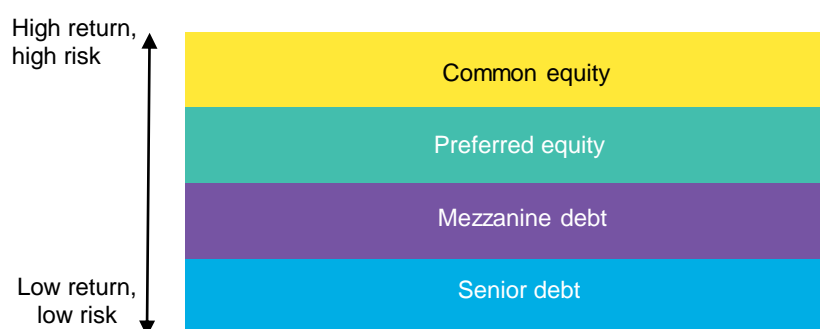 High return,
high risk
Common equity
Preferred equity
Mezzanine debt
Senior debt
Low return,
low risk